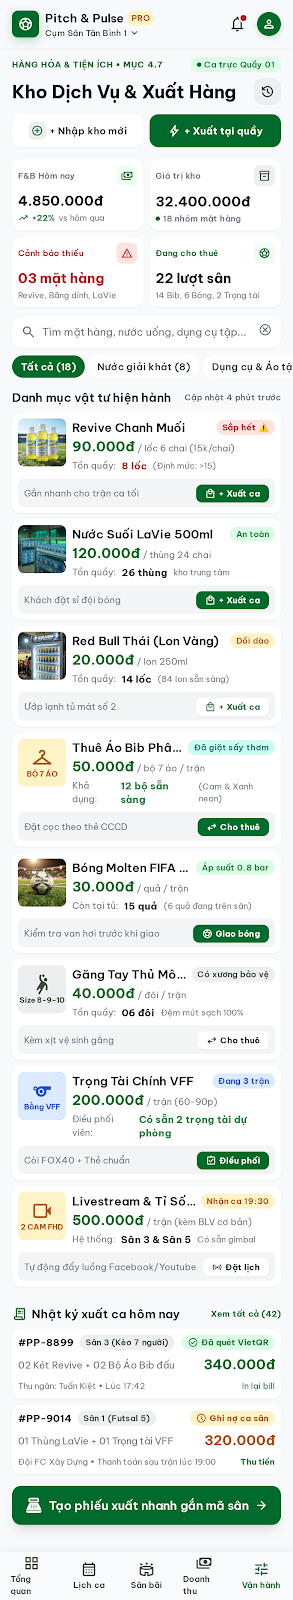 Pitch & Pulse PRO
Cụm Sân Tân Bình 1
HÀNG HÓA & TIỆN ÍCH • MỤC 4.7
Ca trực Quầy 01
Kho Dịch Vụ & Xuất Hàng
+ Nhập kho mới
+ Xuất tại quầy
F&B Hôm nay
4.850.000đ
+22% vs hôm qua
Giá trị kho
32.400.000đ
18 nhóm mặt hàng
Cảnh báo thiếu
03 mặt hàng
Revive, Băng dính, LaVie
Đang cho thuê
22 lượt sân
14 Bib, 6 Bóng, 2 Trọng tài
Tìm mặt hàng, nước uống, dụng cụ tập...
Tất cả (18)
Nước giải khát (8)
Dụng cụ & Áo tậ
Danh mục vật tư hiện hành
Cập nhật 4 phút trước
Revive Chanh Muối
Sắp hết ⚠️
90.000đ / lốc 6 chai (15k/chai)
Tồn quầy: 8 lốc (Định mức: >15)
Gần nhanh cho trận ca tối
+ Xuất ca
Nước Suối LaVie 500ml
An toàn
120.000đ / thùng 24 chai
Tồn quầy: 26 thùng kho trung tâm
Khách đặt sỉ đội bóng
+ Xuất ca
Red Bull Thái (Lon Vàng)
Dồi dào
20.000đ / lon 250ml
Tồn quầy: 14 lốc (84 lon sẵn sàng)
Ướp lạnh tủ mát số 2
+ Xuất ca
BỘ 7 ÁO
Thuê Áo Bib Phâ...
Đã giặt sấy thơm
50.000đ / bộ 7 áo / trận
Khả dụng: 12 bộ sẵn sàng (Cam & Xanh neon)
Đặt cọc theo thẻ CCCD
Cho thuê
Bóng Molten FIFA ...
Áp suất 0.8 bar
30.000đ / quả / trận
Còn tại tủ: 15 quả (6 quả đang trên sân)
Kiểm tra van hơi trước khi giao
Giao bóng
Size 8-9-10
Găng Tay Thủ Mô...
Có xương bảo vệ
40.000đ / đôi / trận
Tồn quầy: 06 đôi Đệm mút sạch 100%
Kèm xịt vệ sinh găng
Cho thuê
Băng VFF
Trọng Tài Chính VFF
Đang 3 trận
200.000đ / trận (60-90p)
Điều phối viên: Có sẵn 2 trọng tài dự phòng
Còi FOX40 + Thẻ chuẩn
Điều phối
2 CAM FHD
Livestream & Tỉ Số...
Nhận ca 19:30
500.000đ / trận (kèm BLV cơ bản)
Hệ thống: Sân 3 & Sân 5 Có sẵn gimbal
Tự động đẩy luồng Facebook/Youtube
Đặt lịch
Nhật ký xuất ca hôm nay
Xem tất cả (42)
#PP-8899 Sân 3 (Kèo 7 người)
Đã quét VietQR
02 Két Revive + 02 Bộ Áo Bib đấu
340.000đ
Thu ngân: Tuấn Kiệt • Lúc 17:42
In lại bill
#PP-9014 Sân 1 (Futsal 5)
Ghi nợ ca sân
01 Thùng LaVie + 01 Trọng tài VFF
320.000đ
Đội FC Xây Dựng • Thanh toán sau trận lúc 19:00
Thu tiền
Tạo phiếu xuất nhanh gắn mã sân
Tổng quan
Lịch ca
Sân bãi
Doanh thu
Vận hành